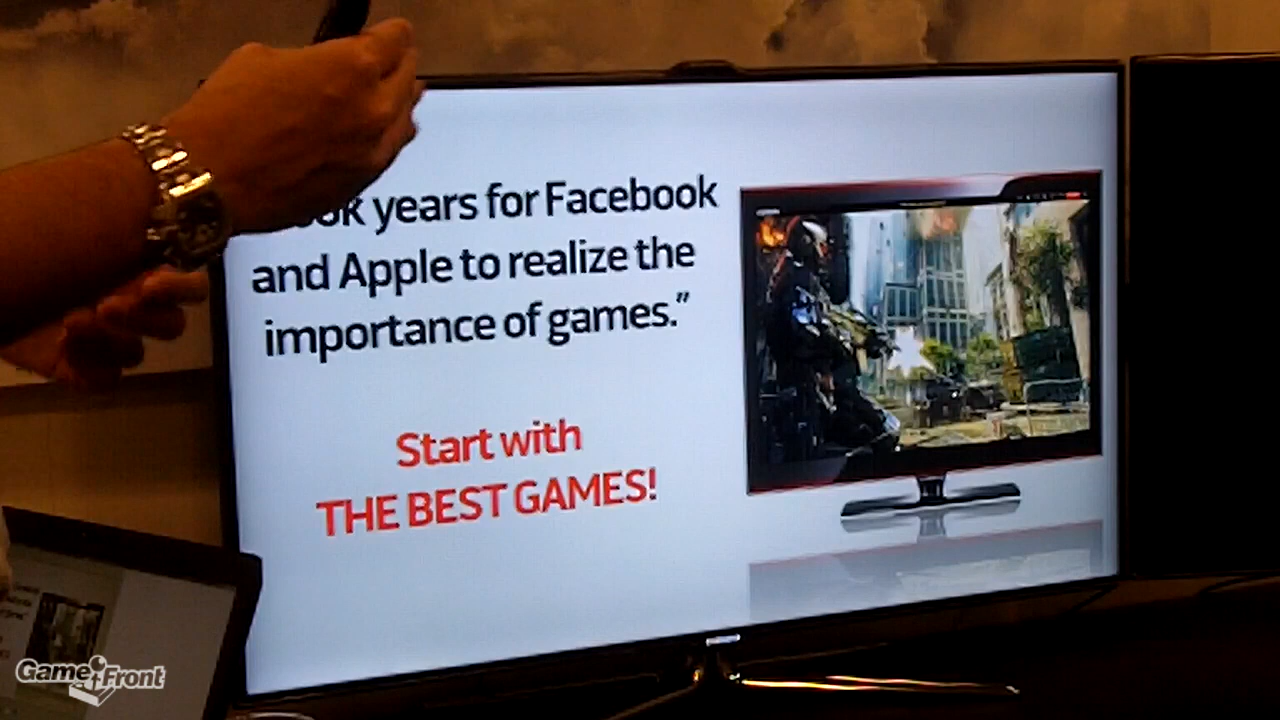 years for Facebook
and Apple to realize the
importance of games.”
Start with
THE BEST GAMES!
GameFront